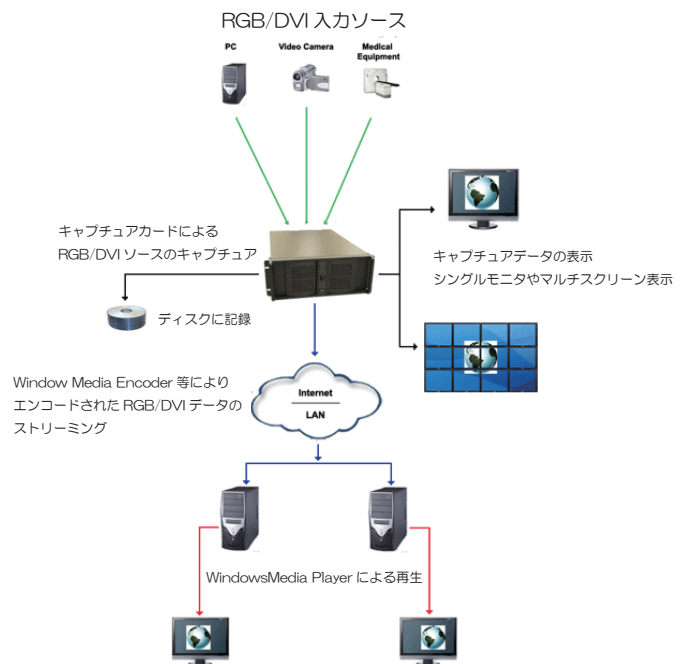 RGB/DVI 入力ソース
PC
Video Camera
Medical
Equipment
キャプチュアカードによる
RGB/DVI ソースのキャプチュア
キャプチュアデータの表示
シングルモニタやマルチスクリーン表示
ディスクに記録
Window Media Encoder 等により
エンコードされた RGB/DVI データの
ストリーミング
Internet
LAN
WindowsMedia Player による再生